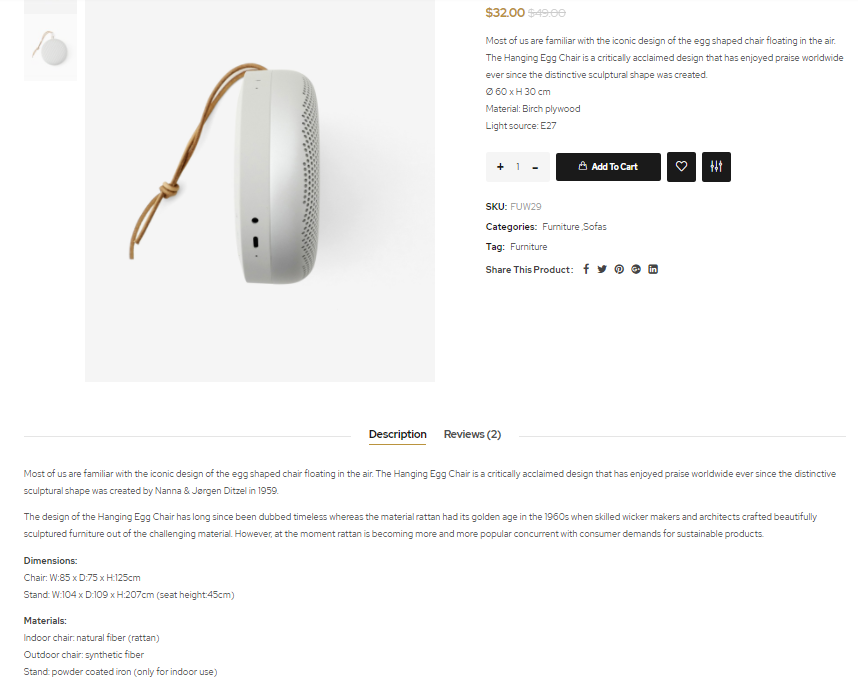 $32.00 $49.00
Most of us are familiar with the iconic design of the egg shaped chair floating in the air.
The Hanging Egg Chair is a critically acclaimed design that has enjoyed praise worldwide
ever since the distinctive sculptural shape was created.
Ø 60 x H 30 cm
Material: Birch plywood
Light source: E27
+ 1 - Add To Cart
SKU: FUW29
Categories: Furniture ,Sofas
Tag: Furniture
Share This Product:
Description Reviews (2)
Most of us are familiar with the iconic design of the egg shaped chair floating in the air. The Hanging Egg Chair is a critically acclaimed design that has enjoyed praise worldwide ever since the distinctive
sculptural shape was created by Nanna & Jørgen Ditzel in 1959.
The design of the Hanging Egg Chair has long since been dubbed timeless whereas the material rattan had its golden age in the 1960s when skilled wicker makers and architects crafted beautifully
sculptured furniture out of the challenging material. However, at the moment rattan is becoming more and more popular concurrent with consumer demands for sustainable products.
Dimensions:
Chair: W:85 x D:75 x H:125cm
Stand: W:104 x D:109 x H:207cm (seat height:45cm)
Materials:
Indoor chair: natural fiber (rattan)
Outdoor chair: synthetic fiber
Stand: powder coated iron (only for indoor use)